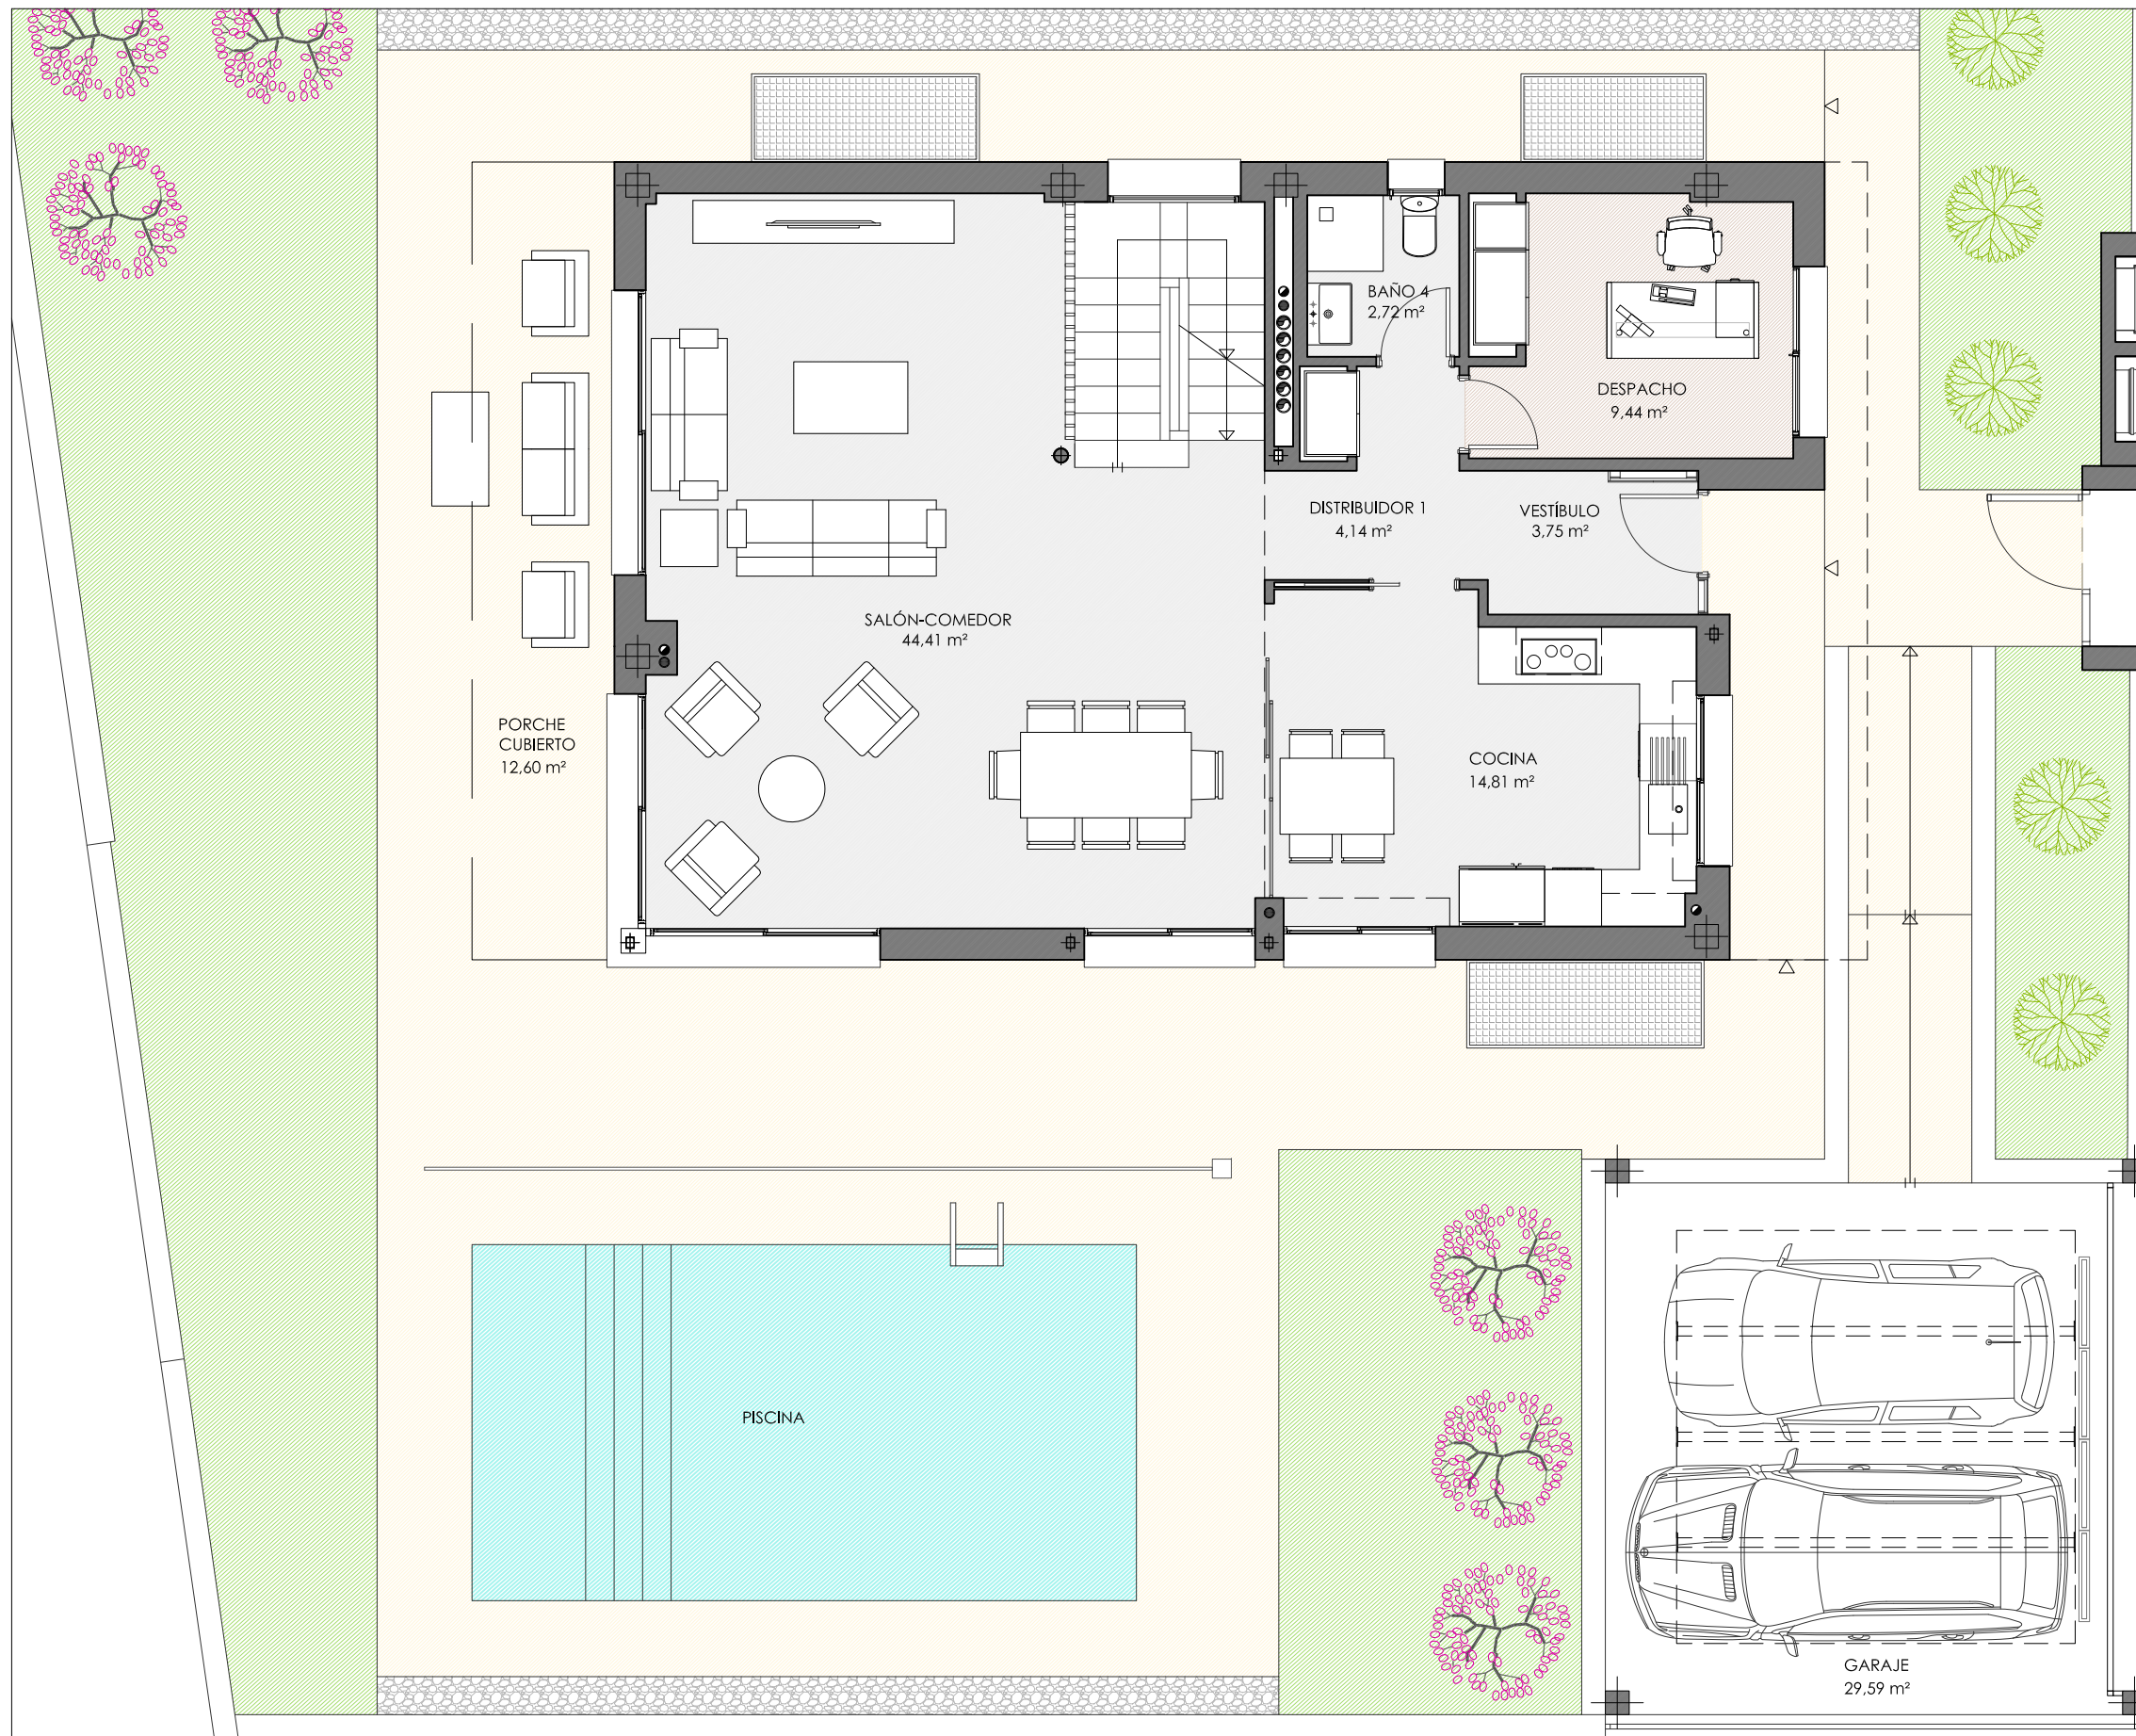 BAÑO 4
2,72 m²
DESPACHO
9,44 m²
DISTRIBUIDOR 1
4,14 m²
VESTÍBULO
3,75 m²
SALÓN-COMEDOR
44,41 m²
PORCHE
CUBIERTO
12,60 m²
COCINA
14,81 m²
PISCINA
GARAJE
29,59 m²